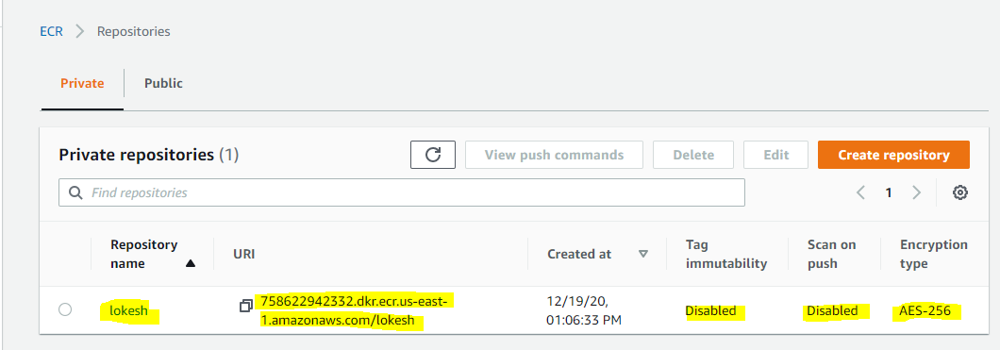 ECR > Repositories
Private Public
Private repositories (1) View push commands Delete Edit Create repository
Find repositories 1
Repository name URI Created at Tag immutability Scan on push Encryption type
lokesh 758622942332.dkr.ecr.us-east-1.amazonaws.com/lokesh 12/19/20, 01:06:33 PM Disabled Disabled AES-256